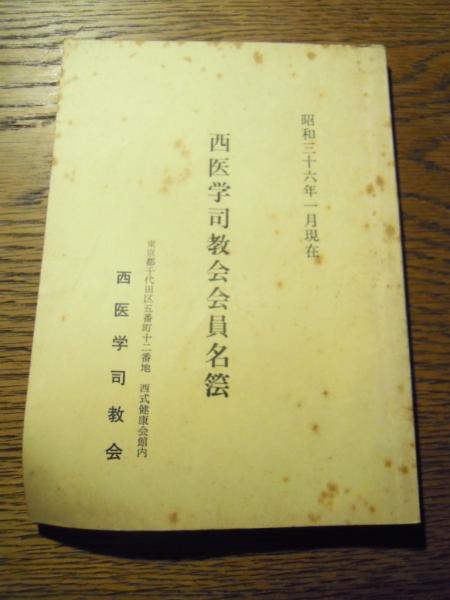 昭和三十六年一月現在
西医学司教会会員名簿
東京都千代田区五番町十二番地 西式健康会館内
西医学司教会